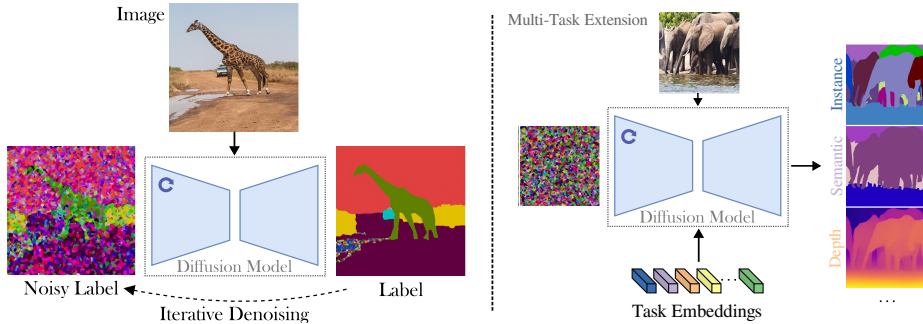 Image
Diffusion Model
Noisy Label
Label
Iterative Denoising
Multi-Task Extension
Diffusion Model
Task Embeddings
Instance
Semantic
Depth
...